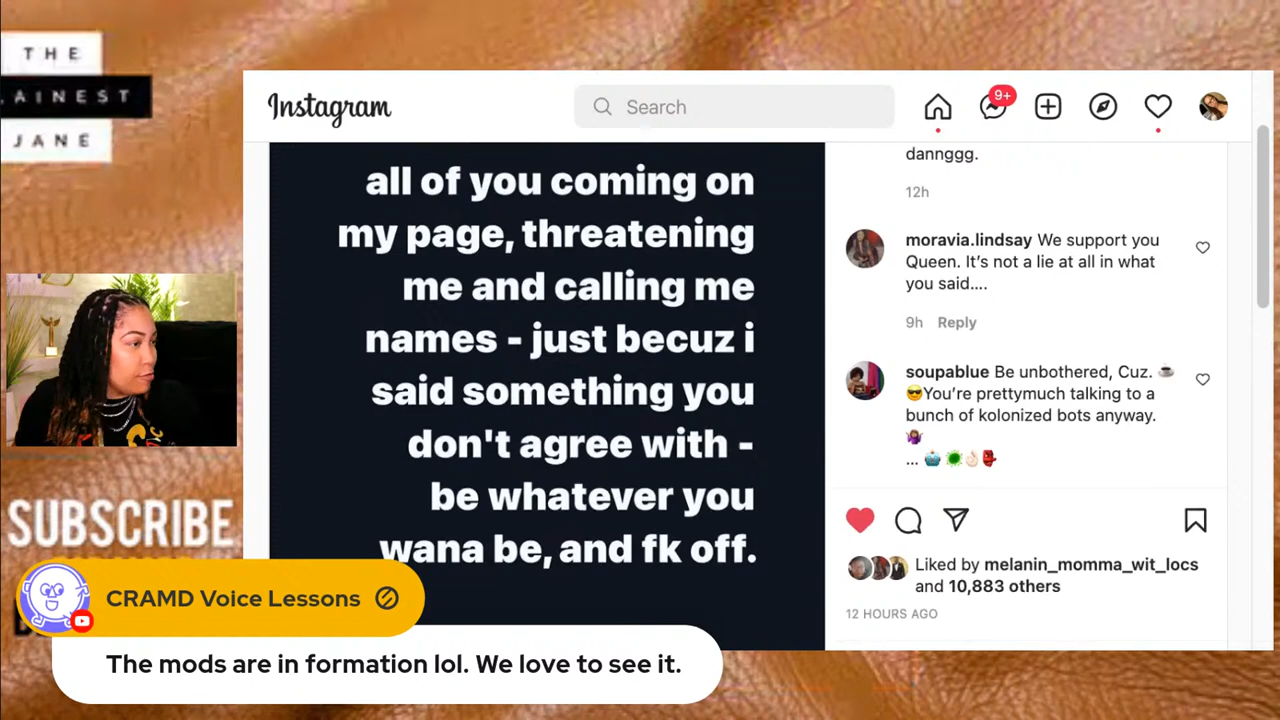 THE
AINEST
JANE
Instagram
Search
9+
all of you coming on
my page, threatening
me and calling me
names - just becuz i
said something you
don't agree with -
be whatever you
wana be, and fk off.
danngg.
12h
moravia.lindsay We support you
Queen. It's not a lie at all in what
you said....
9h Reply
soupablue Be unbothered, Cuz. ☕
😎You're prettymuch talking to a
bunch of kolonized bots anyway.
🤷🏾‍♀️
... 🤖🦠👌🏻👺
Liked by melanin_momma_wit_locs
and 10,883 others
12 HOURS AGO
SUBSCRIBE
CRAMD Voice Lessons
The mods are in formation lol. We love to see it.